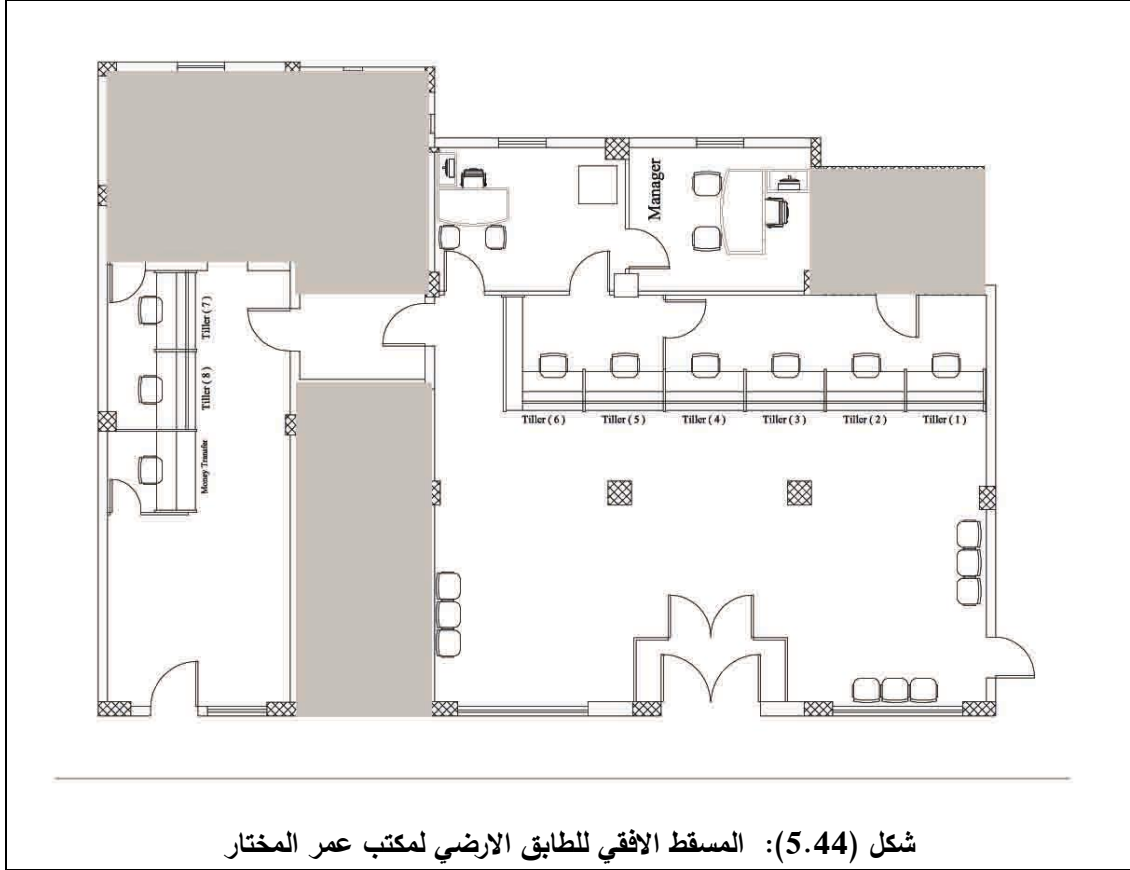 Manager
Tiller ( 7 )
Tiller ( 8 )
Money Transfer
Tiller ( 6 )
Tiller ( 5 )
Tiller ( 4 )
Tiller ( 3 )
Tiller ( 2 )
Tiller ( 1 )
شكل (5.44): المسقط الافقي للطابق الارضي لمكتب عمر المختار